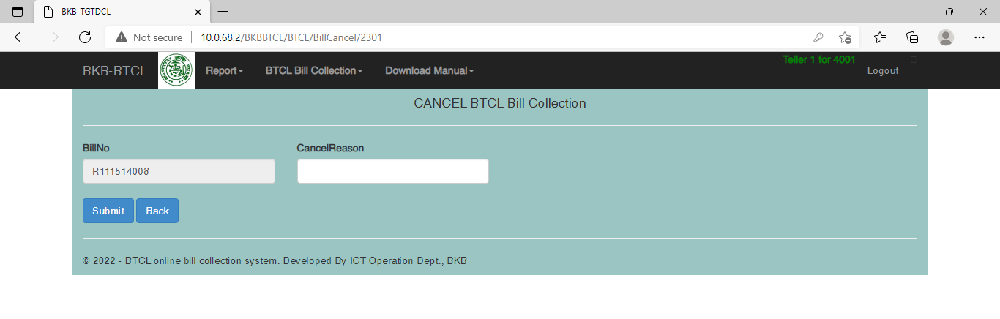 BKB-TGTDCL
Not secure 10.0.68.2/BKBBTCL/BTCL/BillCancel/2301
BKB-BTCL Report BTCL Bill Collection Download Manual Teller 1 for 4001 Logout
CANCEL BTCL Bill Collection
BillNo CancelReason
R111514008
Submit Back
© 2022 - BTCL online bill collection system. Developed By ICT Operation Dept., BKB